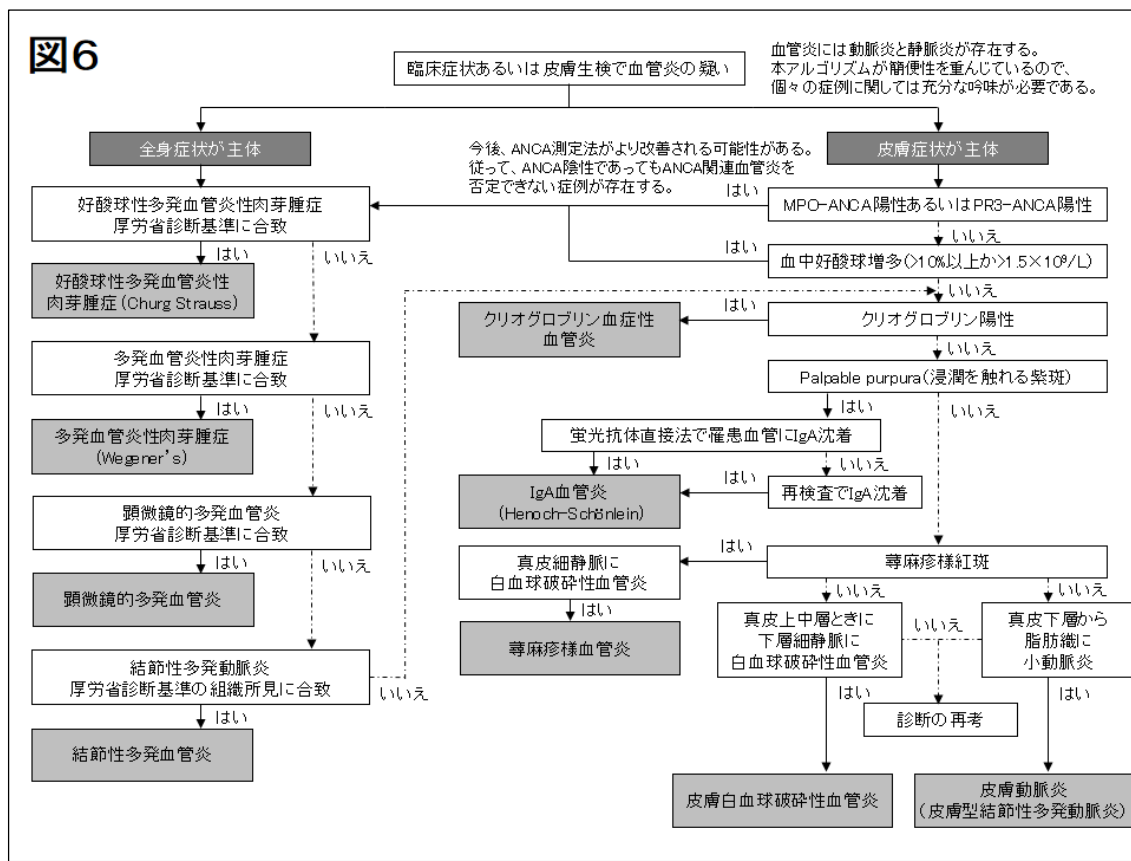 図6
臨床症状あるいは皮膚生検で血管炎の疑い
血管炎には動脈炎と静脈炎が存在する。
本アルゴリズムが簡便性を重んじているので、
個々の症例に関しては充分な吟味が必要である。
全身症状が主体
今後、ANCA測定法がより改善される可能性がある。
従って、ANCA陰性であってもANCA関連血管炎を
否定できない症例が存在する。
皮膚症状が主体
好酸球性多発血管炎性肉芽腫症
厚労省診断基準に合致
はい
いいえ
好酸球性多発血管炎性
肉芽腫症(Churg Strauss)
多発血管炎性肉芽腫症
厚労省診断基準に合致
はい
いいえ
多発血管炎性肉芽腫症
(Wegener's)
顕微鏡的多発血管炎
厚労省診断基準に合致
はい
いいえ
顕微鏡的多発血管炎
結節性多発動脈炎
厚労省診断基準の組織所見に合致
はい
いいえ
結節性多発血管炎
はい
MPO-ANCA陽性あるいはPR3-ANCA陽性
いいえ
はい
血中好酸球増多(>10%以上か>1.5×10⁹/L)
いいえ
クリオグロブリン血症性
血管炎
はい
クリオグロブリン陽性
いいえ
Palpable purpura(浸潤を触れる紫斑)
はい
いいえ
蛍光抗体直接法で罹患血管にIgA沈着
はい
いいえ
IgA血管炎
(Henoch-Schönlein)
はい
再検査でIgA沈着
真皮細静脈に
白血球破砕性血管炎
はい
蕁麻疹様紅斑
はい
いいえ
いいえ
蕁麻疹様血管炎
真皮上中層ときに
下層細静脈に
白血球破砕性血管炎
いいえ
真皮下層から
脂肪織に
小動脈炎
はい
はい
診断の再考
皮膚白血球破砕性血管炎
皮膚動脈炎
(皮膚型結節性多発動脈炎)